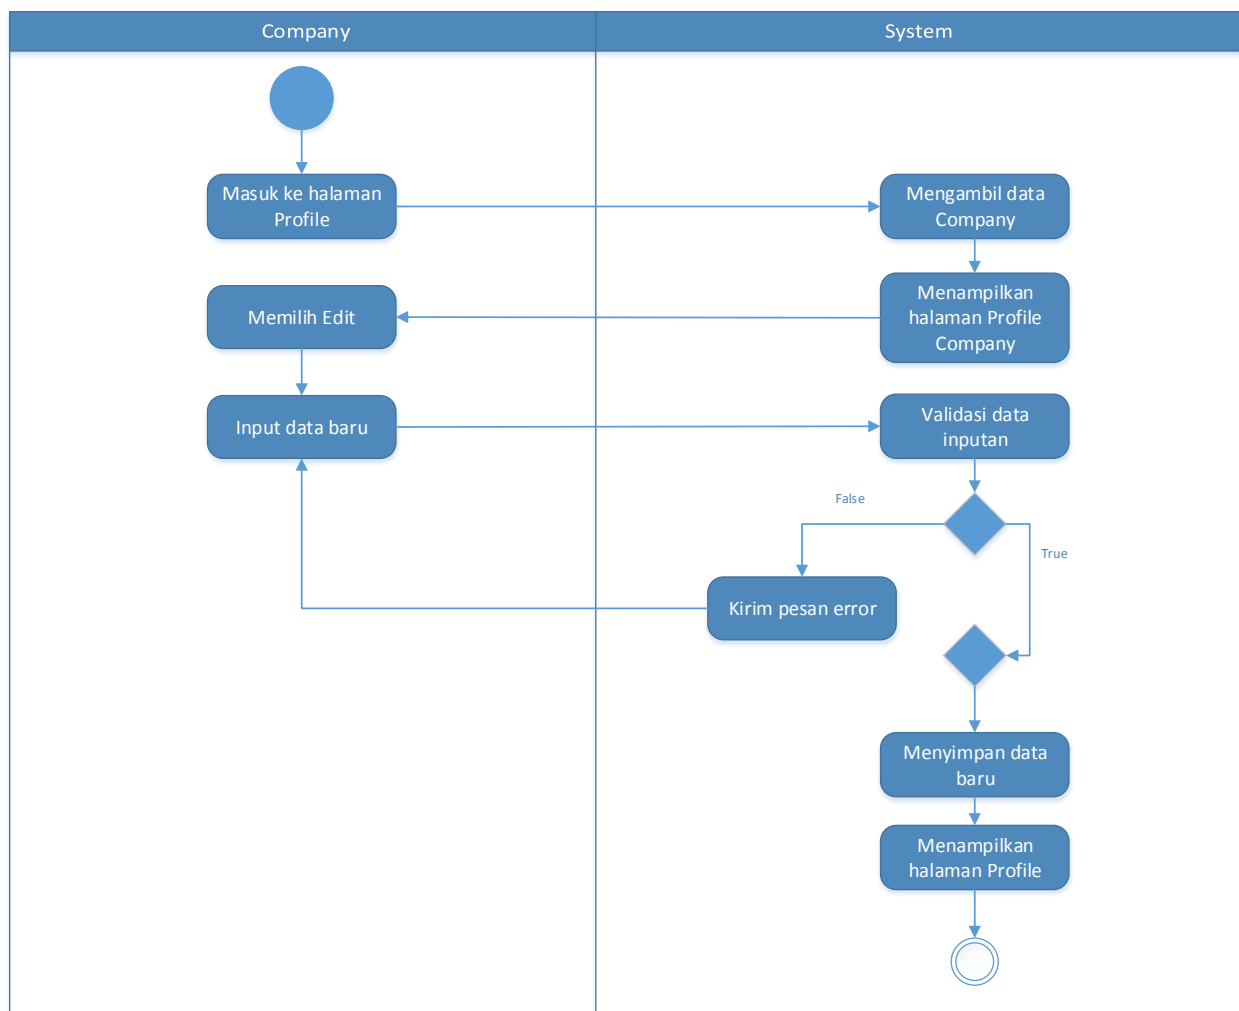 Company
System
Masuk ke halaman
Profile
Mengambil data
Company
Memilih Edit
Menampilkan
halaman Profile
Company
Input data baru
Validasi data
inputan
False
True
Kirim pesan error
Menyimpan data
baru
Menampilkan
halaman Profile